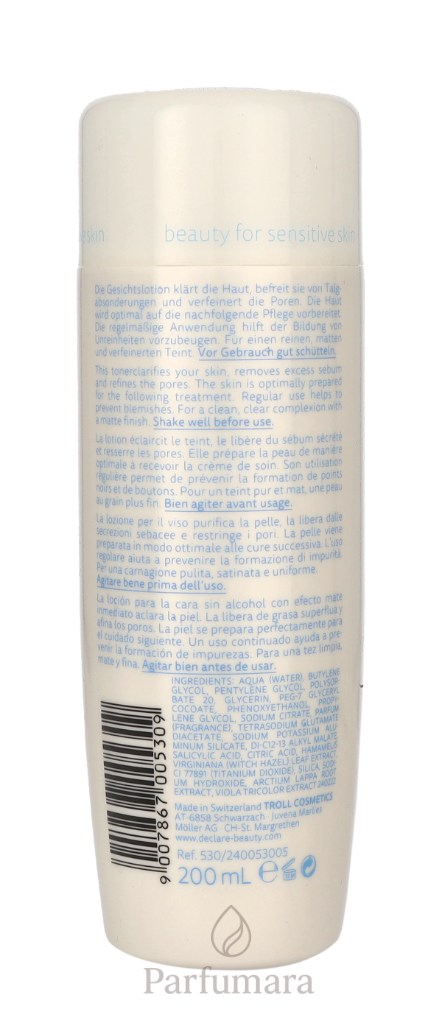 e skin beauty for sensitive skin
Die Gesichtslotion klärt die Haut, befreit sie von Talg-
absonderungen und verfeinert die Poren. Die Haut
wird optimal auf die nachfolgende Pflege vorbereitet.
Die regelmäßige Anwendung hilft der Bildung von
Unreinheiten vorzubeugen. Für einen reinen, matten
und verfeinerten Teint. Vor Gebrauch gut schütteln.
This tonerclarifies your skin, removes excess sebum
and refines the pores. The skin is optimally prepared
for the following treatment. Regular use helps to
prevent blemishes. For a clean, clear complexion with
a matte finish. Shake well before use.
La lotion éclaircit le teint, le libère du sébum sécrété
et resserre les pores. Elle prépare la peau de manière
optimale à recevoir la crème de soin. Son utilisation
régulière permet de prévenir la formation de points
noirs et de boutons. Pour un teint pur et mat, une peau
au grain plus fin. Bien agiter avant usage.
La lozione per il viso purifica la pelle, la libera dalle
secrezioni sebacee e restringe i pori. La pelle viene
preparata in modo ottimale alle cure successiva. L'uso
regolare aiuta a prevenire la formazione di impurità.
Per una carnagione pulita, satinata e uniforme.
Agitare bene prima dell'uso.
La loción para la cara sin alcohol con efecto mate
inmediato aclara la piel. La libera de grasa superflua y
afina los poros. La piel se prepara perfectamente para
el cuidado siguiente. Un uso continuado ayuda a pre-
venir la formación de impurezas. Para una tez limpia,
mate y fina. Agitar bien antes de usar.
INGREDIENTS: AQUA (WATER), BUTYLENE
GLYCOL, PENTYLENE GLYCOL, POLYSOR-
BATE 20, GLYCERIN, PEG-7 GLYCERYL
COCOATE, PHENOXYETHANOL, PROPY-
LENE GLYCOL, SODIUM CITRATE, PARFUM
(FRAGRANCE), TETRASODIUM GLUTAMATE
DIACETATE, SODIUM POTASSIUM ALU-
MINUM SILICATE, DI-C12-13 ALKYL MALATE,
SALICYLIC ACID, CITRIC ACID, HAMAMELIS
VIRGINIANA (WITCH HAZEL) LEAF EXTRACT,
CI 77891 (TITANIUM DIOXIDE), SILICA, SODI-
UM HYDROXIDE, ARCTIUM LAPPA ROOT
EXTRACT, VIOLA TRICOLOR EXTRACT 240022
Made in Switzerland TROLL COSMETICS
AT-6858 Schwarzach · Juvena Marlies
Möller AG · CH-St. Margrethen
www.declare-beauty.com
Ref. 530/240053005
200 mL e
9 007867 005309
Parfumara